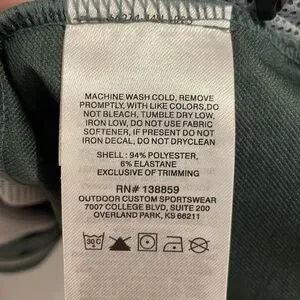 MACHINE WASH COLD, REMOVE
PROMPTLY, WITH LIKE COLORS,DO
NOT BLEACH, TUMBLE DRY LOW,
IRON LOW, DO NOT USE FABRIC
SOFTENER, IF PRESENT DO NOT
IRON DECAL, DO NOT DRYCLEAN
SHELL: 94% POLYESTER,
6% ELASTANE
EXCLUSIVE OF TRIMMING
RN# 138859
OUTDOOR CUSTOM SPORTSWEAR
7007 COLLEGE BLVD, SUITE 200
OVERLAND PARK, KS 66211
30 C